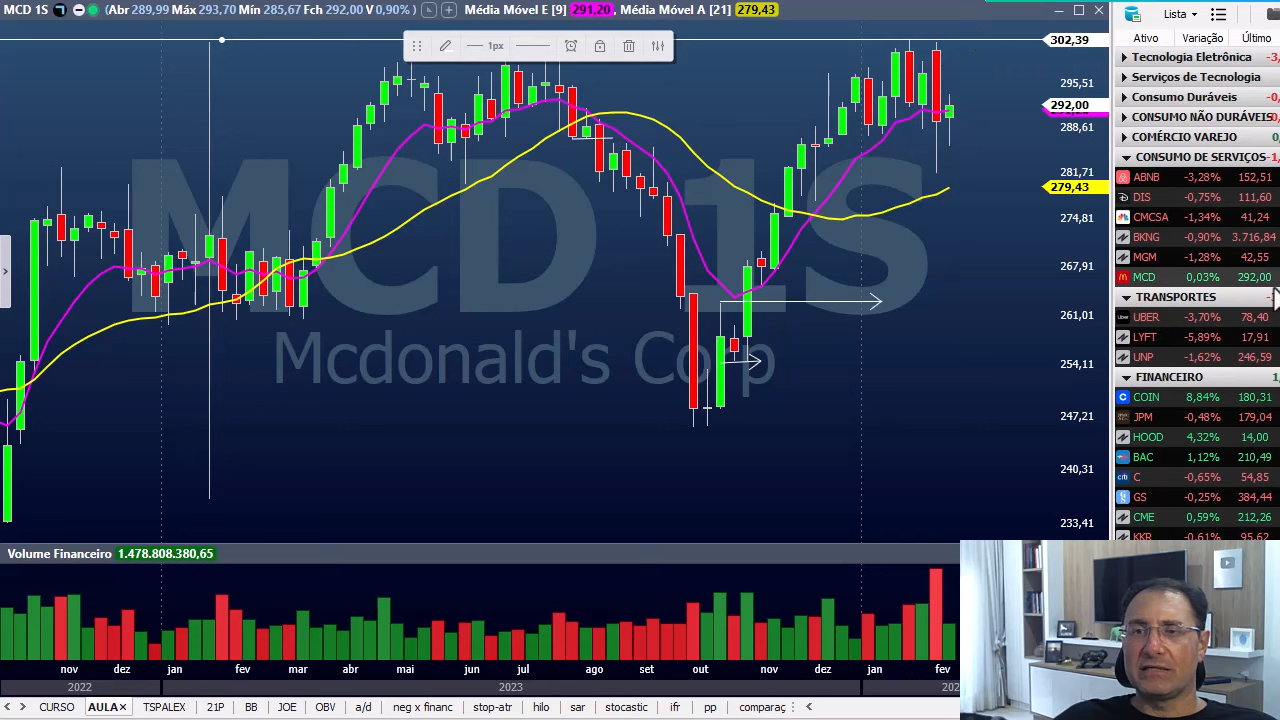 MCD 1S (Abr 289,99 Máx 293,70 Mín 285,67 Fch 292,00 V 0,90% ) Média Móvel E [9] 291,20, Média Móvel A [21] 279,43
1px
302,39
295,51
292,00
288,61
281,71
279,43
274,81
267,91
261,01
254,11
247,21
240,31
233,41
MCD 1S
Mcdonald's Corp
Volume Financeiro 1.478.808.380,65
nov dez jan fev mar abr mai jun jul ago set out nov dez jan fev
2022 2023
CURSO AULA TSPALEX 21P BB JOE OBV a/d neg x financ stop-atr hilo sar stocastic ifr pp comparaç
Lista
Ativo Variação Último
Tecnologia Eletrônica
Serviços de Tecnologia
Consumo Duráveis
CONSUMO NÃO DURÁVEIS
COMÉRCIO VAREJO
CONSUMO DE SERVIÇOS
ABNB -3,28% 152,51
DIS -0,75% 111,60
CMCSA -1,34% 41,24
BKNG -0,90% 3.716,84
MGM -1,28% 42,55
MCD 0,03% 292,00
TRANSPORTES
UBER -3,70% 78,40
LYFT -5,89% 17,91
UNP -1,62% 246,59
FINANCEIRO
COIN 8,84% 180,31
JPM -0,48% 179,04
HOOD 4,32% 14,00
BAC 1,12% 210,49
C -0,65% 54,85
GS -0,25% 384,44
CME 0,59% 212,26
KKR -0,61% 95,62